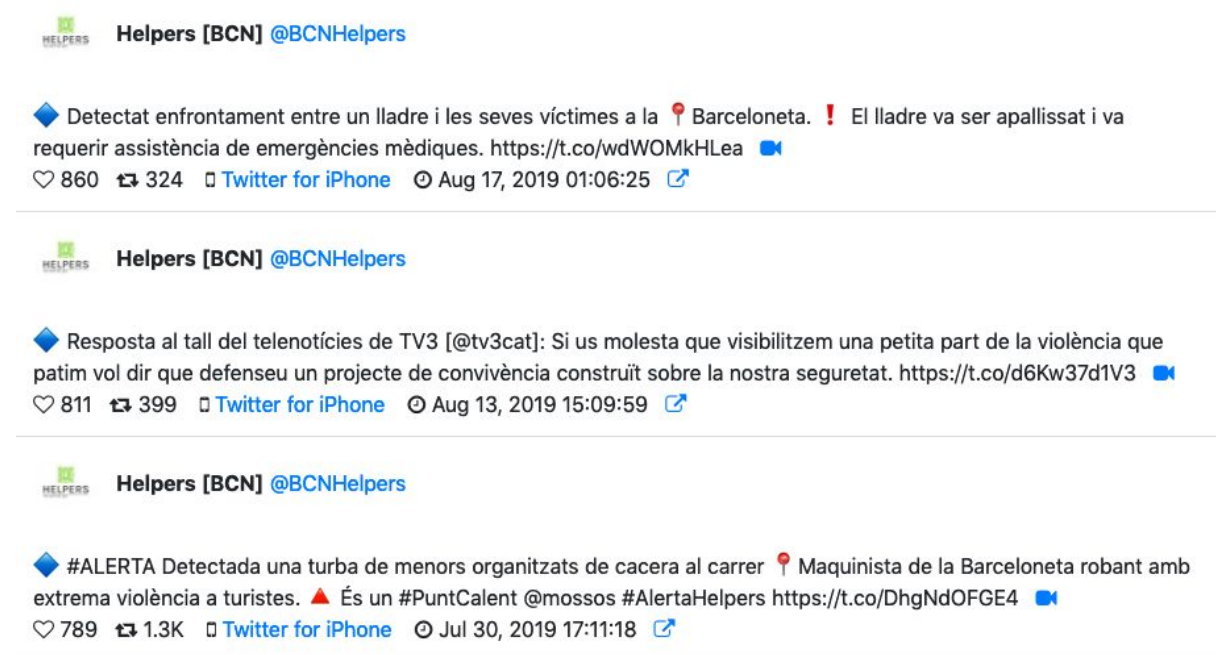 HELPERS Helpers [BCN] @BCNHelpers
🔷 Detectat enfrontament entre un lladre i les seves víctimes a la 📍Barceloneta. ❗ El lladre va ser apallissat i va
requerir assistència de emergències mèdiques. https://t.co/wdWOMkHLea
860 324 Twitter for iPhone Aug 17, 2019 01:06:25
HELPERS Helpers [BCN] @BCNHelpers
🔷 Resposta al tall del telenotícies de TV3 [@tv3cat]: Si us molesta que visibilitzem una petita part de la violència que
patim vol dir que defenseu un projecte de convivència construït sobre la nostra seguretat. https://t.co/d6Kw37d1V3
811 399 Twitter for iPhone Aug 13, 2019 15:09:59
HELPERS Helpers [BCN] @BCNHelpers
🔷 #ALERTA Detectada una turba de menors organitzats de cacera al carrer 📍Maquinista de la Barceloneta robant amb
extrema violència a turistes. 🔺 És un #PuntCalent @mossos #AlertaHelpers https://t.co/DhgNdOFGE4
789 1.3K Twitter for iPhone Jul 30, 2019 17:11:18